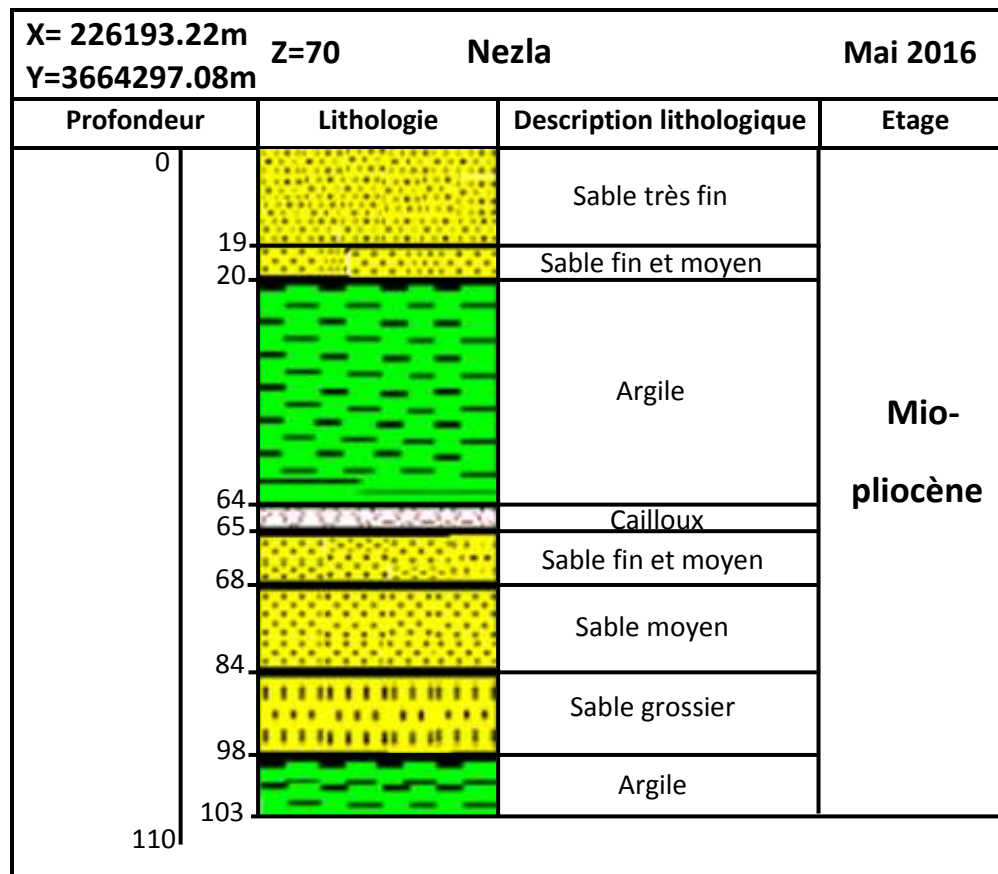 X= 226193.22m
Y=3664297.08m
Z=70
Nezla
Mai 2016
Profondeur
Lithologie
Description lithologique
Etage
0
Sable très fin
19
Sable fin et moyen
20
Argile
Mio-
pliocène
64
Cailloux
65
Sable fin et moyen
68
Sable moyen
84
Sable grossier
98
Argile
103
110